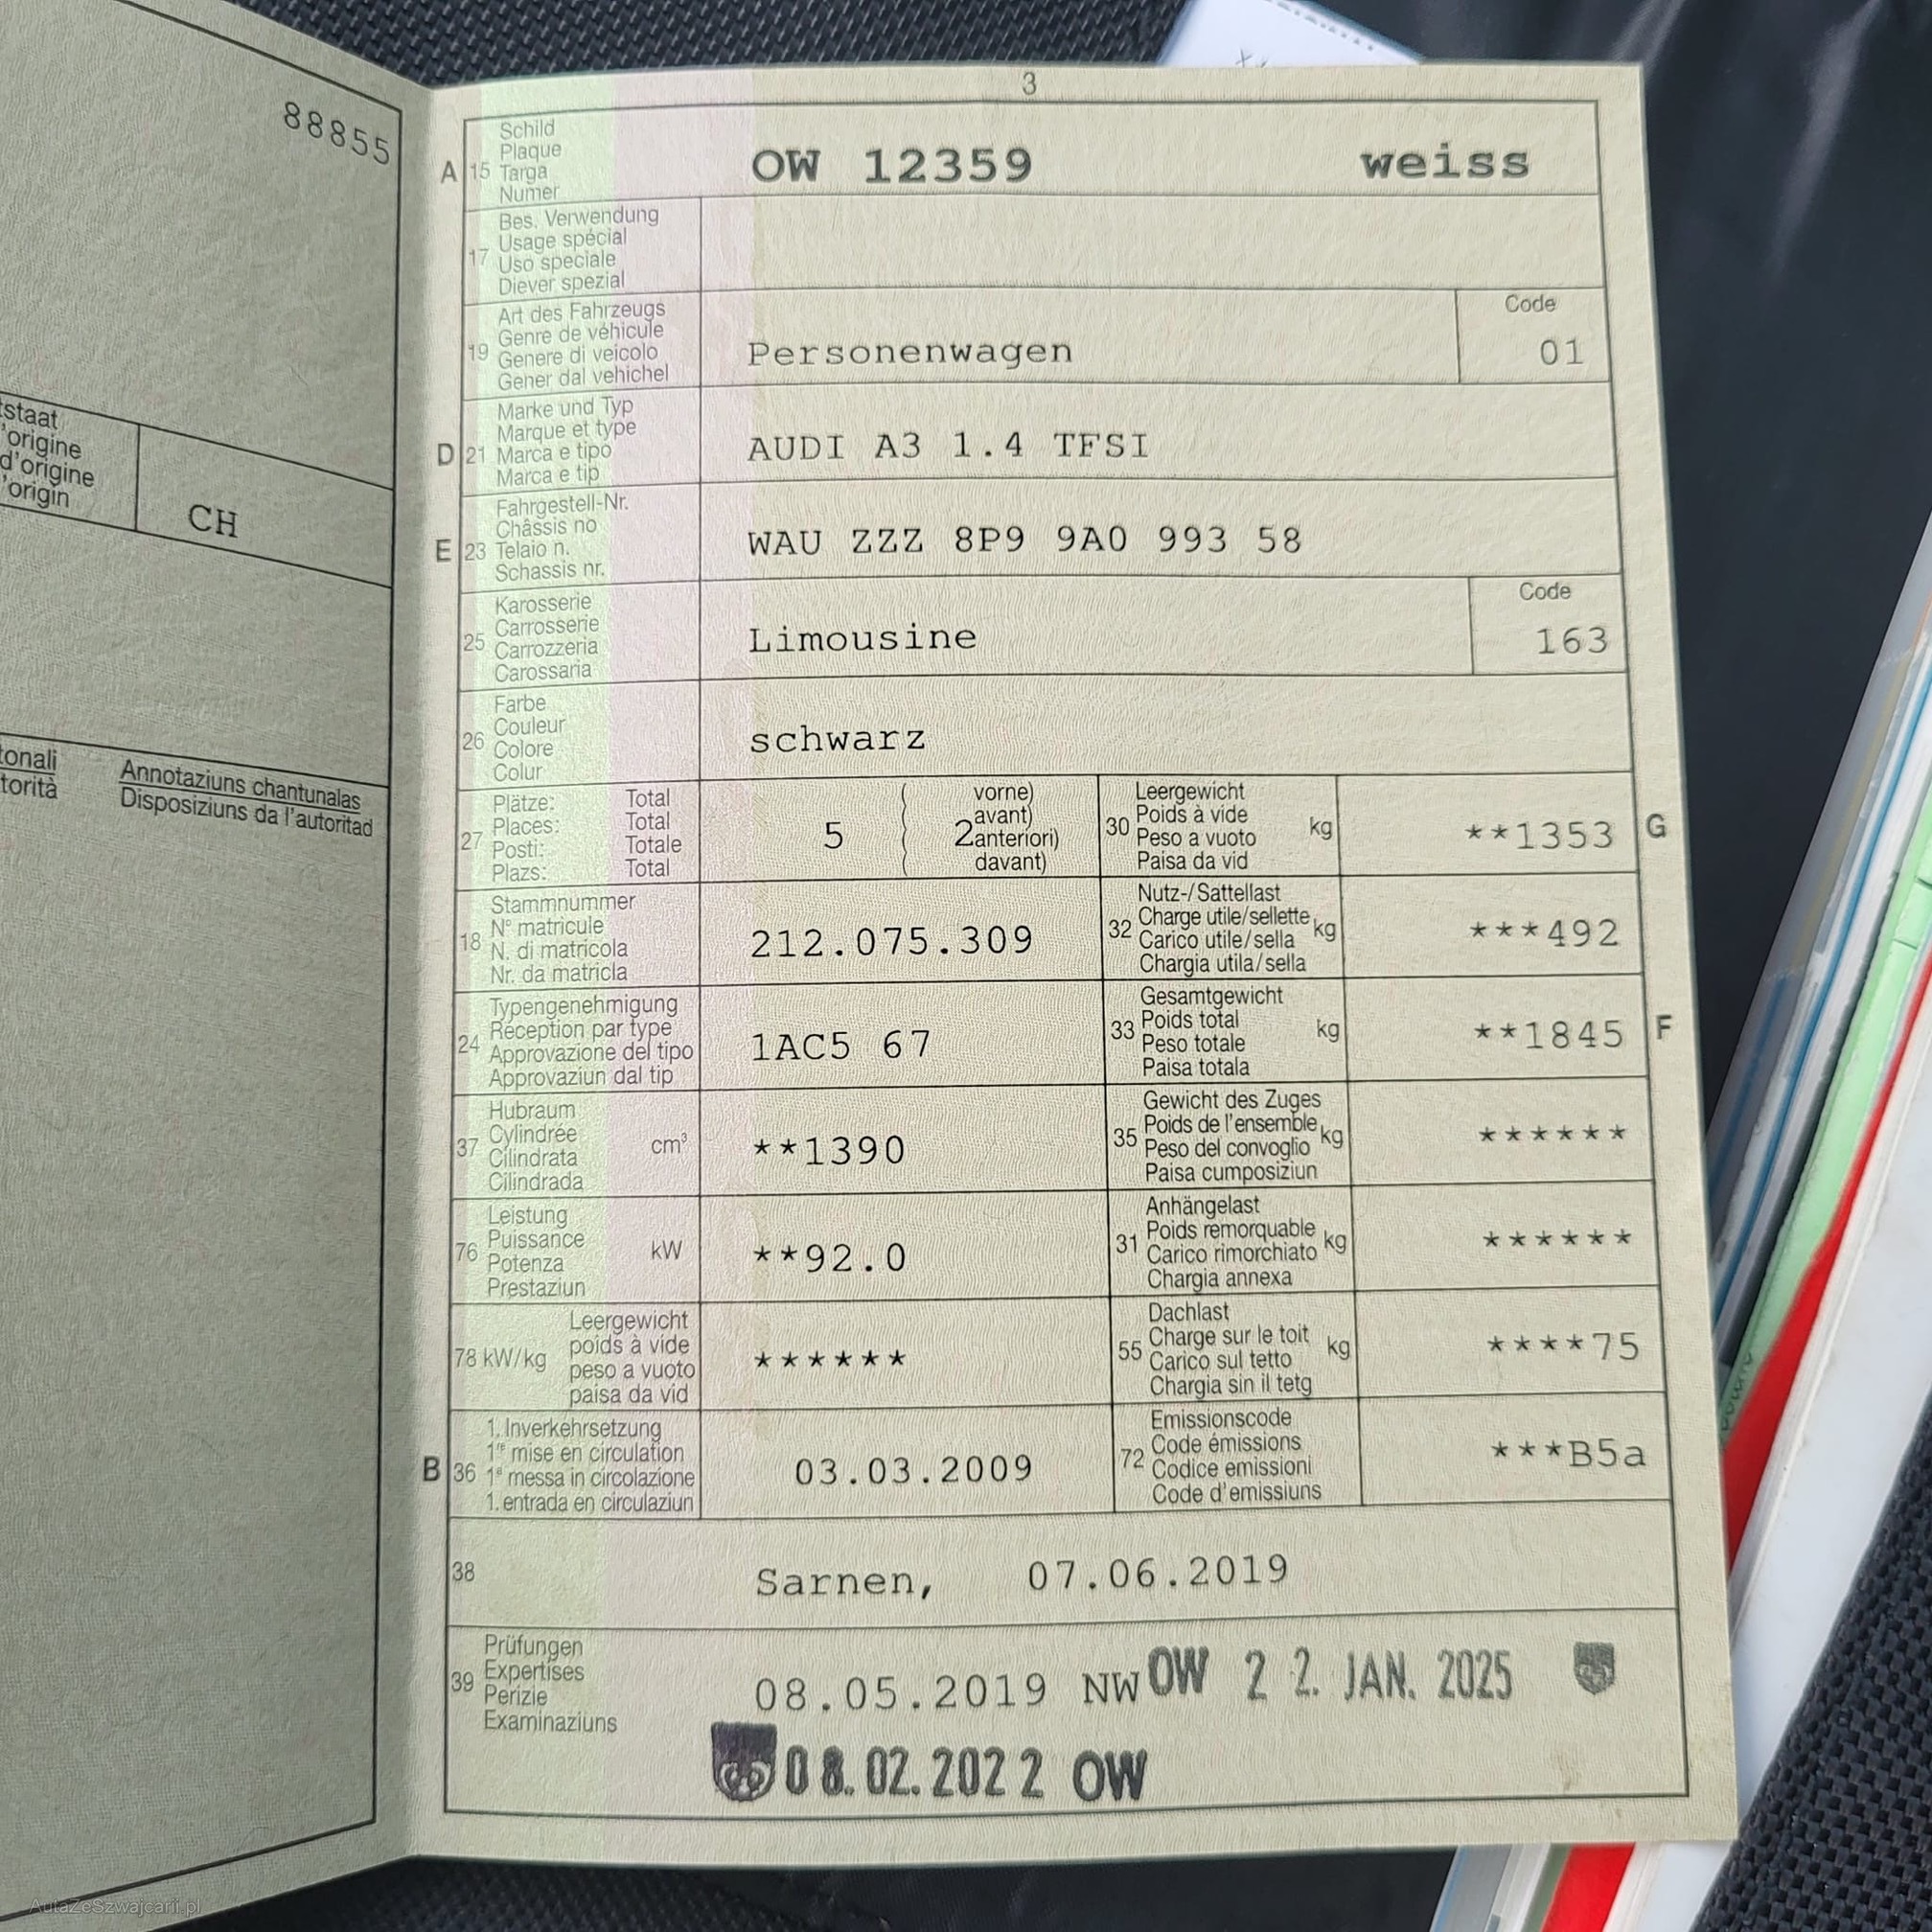 88855
tstaat
'origine
d'origine
'origin
CH
tonali
torità
Annotaziuns chantunalas
Disposiziuns da l'autoritad
3
A 15 Schild
Plaque
Targa
Numer
OW 12359 weiss
17 Bes. Verwendung
Usage spécial
Uso speciale
Diever spezial
19 Art des Fahrzeugs
Genre de véhicule
Genere di veicolo
Gener dal vehichel
Personenwagen
Code
01
D 21 Marke und Typ
Marque et type
Marca e tipo
Marca e tip
AUDI A3 1.4 TFSI
E 23 Fahrgestell-Nr.
Châssis no
Telaio n.
Schassis nr.
WAU ZZZ 8P9 9A0 993 58
25 Karosserie
Carrosserie
Carrozzeria
Carossaria
Limousine
Code
163
26 Farbe
Couleur
Colore
Colur
schwarz
27 Plätze: Total
Places: Total
Posti: Totale
Plazs: Total
5 ( 2 vorne)
avant)
anteriori)
davant)
30 Leergewicht
Poids à vide
Peso a vuoto
Paisa da vid
kg
**1353 G
18 Stammnummer
N° matricule
N. di matricola
Nr. da matricla
212.075.309
32 Nutz-/Sattellast
Charge utile/sellette
Carico utile/sella
Chargia utila/sella
kg
***492
24 Typengenehmigung
Réception par type
Approvazione del tipo
Approvaziun dal tip
1AC5 67
33 Gesamtgewicht
Poids total
Peso totale
Paisa totala
kg
**1845 F
37 Hubraum
Cylindrée
Cilindrata
Cilindrada
cm³
**1390
35 Gewicht des Zuges
Poids de l'ensemble
Peso del convoglio
Paisa cumposiziun
kg
******
76 Leistung
Puissance
Potenza
Prestaziun
kW
**92.0
31 Anhängelast
Poids remorquable
Carico rimorchiato
Chargia annexa
kg
******
78 kW/kg Leergewicht
poids à vide
peso a vuoto
paisa da vid
******
55 Dachlast
Charge sur le toit
Carico sul tetto
Chargia sin il tetg
kg
****75
B 36 1. Inverkehrsetzung
1re mise en circulation
1a messa in circolazione
1. entrada en circulaziun
03.03.2009
72 Emissionscode
Code émissions
Codice emissioni
Code d'emissiuns
***B5a
38
Sarnen, 07.06.2019
39 Prüfungen
Expertises
Perizie
Examinaziuns
08.05.2019 NW OW 22. JAN. 2025
08.02.2022 OW
AutaZeSzwajcarii.pl